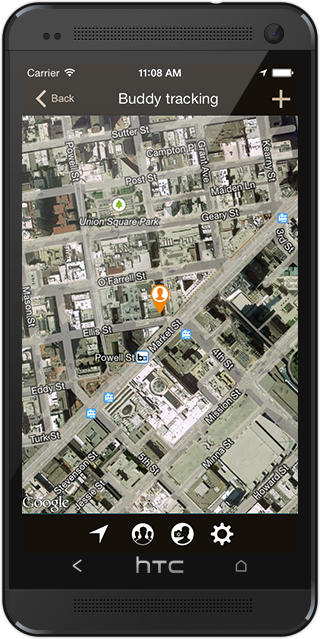 Carrier 11:08 AM
Back Buddy tracking
Sutter St
Powell St
Campton Pl
Grant Ave
Kearny St
Post St
Maiden Ln
Union Square Park
Geary St
3rd St
O Farrell St
Mason St
Ellis St
Market St
Powell St
4th St
Eddy St
Mission St
Turk St
Minna St
5th St
Stevenson St
Jessie St
Howard St
Google
hTC